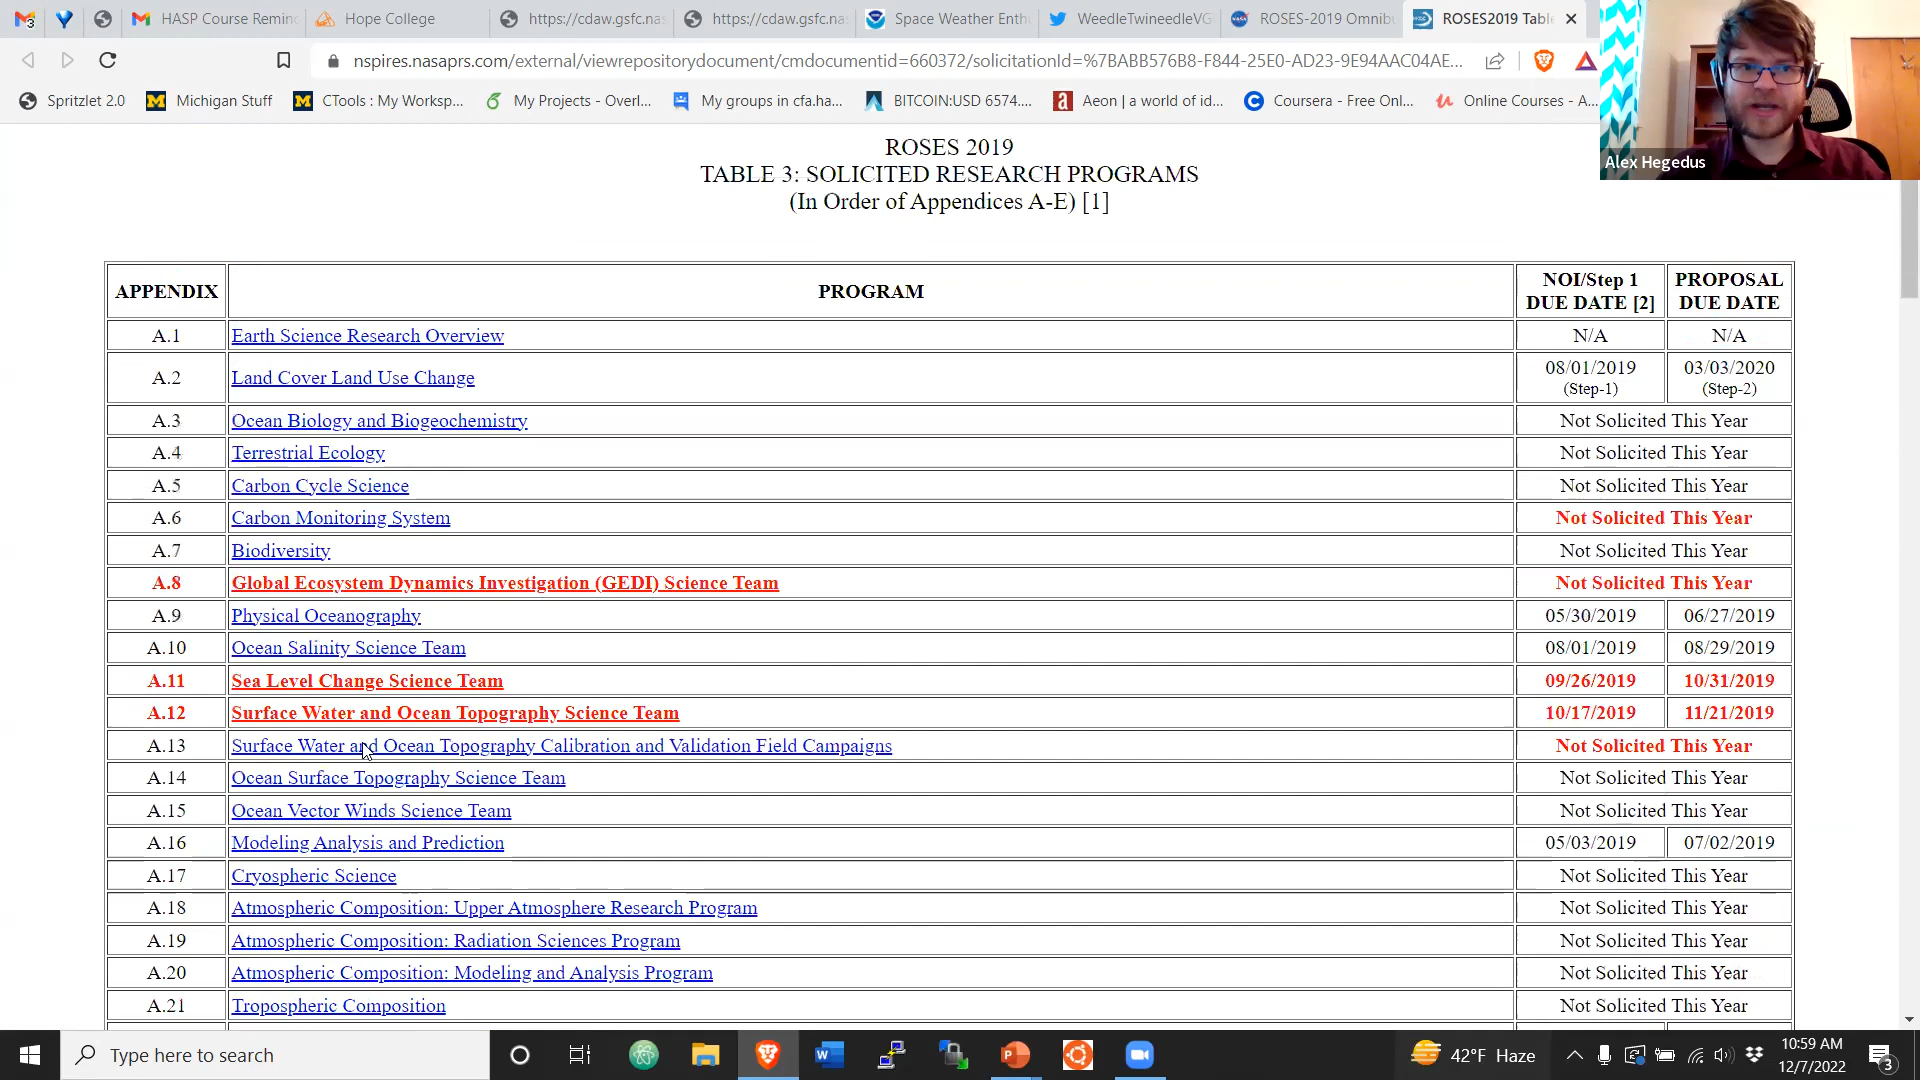 HASP Course Remin
Hope College
https://cdaw.gsfc.nas
https://cdaw.gsfc.na
Space Weather Enth
WeedleTwineedleVG
ROSES-2019 Omnib
ROSES2019 Table
nspires.nasaprs.com/external/viewrepositorydocument/cmdocumentid=660372/solicitationId=%7BABB576B8-F844-25E0-AD23-9E94AAC04AE...
Spritzlet 2.0
Michigan Stuff
CTools : My Worksp...
My Projects - Overl...
My groups in cfa.ha...
BITCOIN:USD 6574....
Aeon | a world of id...
Coursera - Free Onl...
Online Courses - A...
Alex Hegedus
ROSES 2019
TABLE 3: SOLICITED RESEARCH PROGRAMS
(In Order of Appendices A-E) [1]
APPENDIX PROGRAM NOI/Step 1 DUE DATE [2] PROPOSAL DUE DATE
A.1 Earth Science Research Overview N/A N/A
A.2 Land Cover Land Use Change 08/01/2019 (Step-1) 03/03/2020 (Step-2)
A.3 Ocean Biology and Biogeochemistry Not Solicited This Year
A.4 Terrestrial Ecology Not Solicited This Year
A.5 Carbon Cycle Science Not Solicited This Year
A.6 Carbon Monitoring System Not Solicited This Year
A.7 Biodiversity Not Solicited This Year
A.8 Global Ecosystem Dynamics Investigation (GEDI) Science Team Not Solicited This Year
A.9 Physical Oceanography 05/30/2019 06/27/2019
A.10 Ocean Salinity Science Team 08/01/2019 08/29/2019
A.11 Sea Level Change Science Team 09/26/2019 10/31/2019
A.12 Surface Water and Ocean Topography Science Team 10/17/2019 11/21/2019
A.13 Surface Water and Ocean Topography Calibration and Validation Field Campaigns Not Solicited This Year
A.14 Ocean Surface Topography Science Team Not Solicited This Year
A.15 Ocean Vector Winds Science Team Not Solicited This Year
A.16 Modeling Analysis and Prediction 05/03/2019 07/02/2019
A.17 Cryospheric Science Not Solicited This Year
A.18 Atmospheric Composition: Upper Atmosphere Research Program Not Solicited This Year
A.19 Atmospheric Composition: Radiation Sciences Program Not Solicited This Year
A.20 Atmospheric Composition: Modeling and Analysis Program Not Solicited This Year
A.21 Tropospheric Composition Not Solicited This Year
Type here to search
42°F Haze
10:59 AM
12/7/2022
3